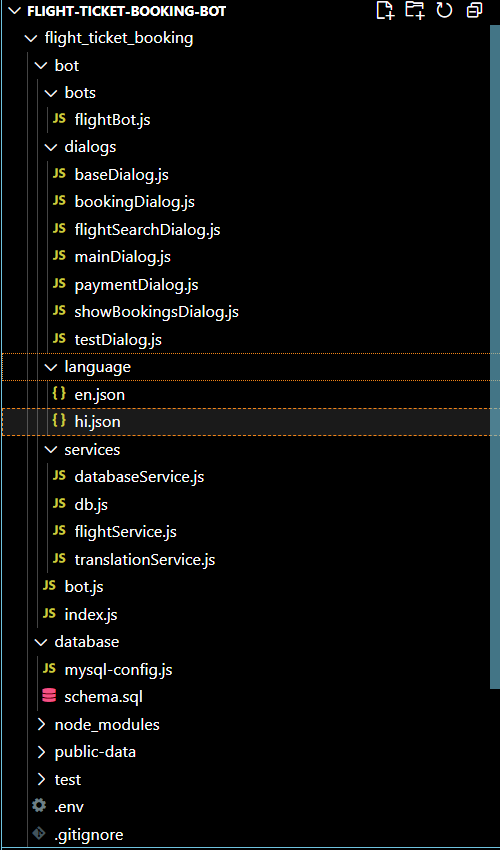 FLIGHT-TICKET-BOOKING-BOT
flight_ticket_booking
bot
bots
JS flightBot.js
dialogs
JS baseDialog.js
JS bookingDialog.js
JS flightSearchDialog.js
JS mainDialog.js
JS paymentDialog.js
JS showBookingsDialog.js
JS testDialog.js
language
{} en.json
{} hi.json
services
JS databaseService.js
JS db.js
JS flightService.js
JS translationService.js
JS bot.js
JS index.js
database
JS mysql-config.js
schema.sql
node_modules
public-data
test
.env
.gitignore